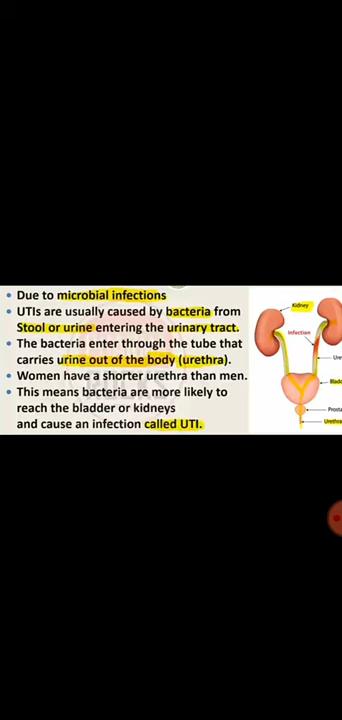 • Due to microbial infections
• UTIs are usually caused by bacteria from
Stool or urine entering the urinary tract.
• The bacteria enter through the tube that
carries urine out of the body (urethra).
• Women have a shorter urethra than men.
• This means bacteria are more likely to
reach the bladder or kidneys
and cause an infection called UTI.
Kidney
Infection
Ure
Bladd
Prosta
Urethra